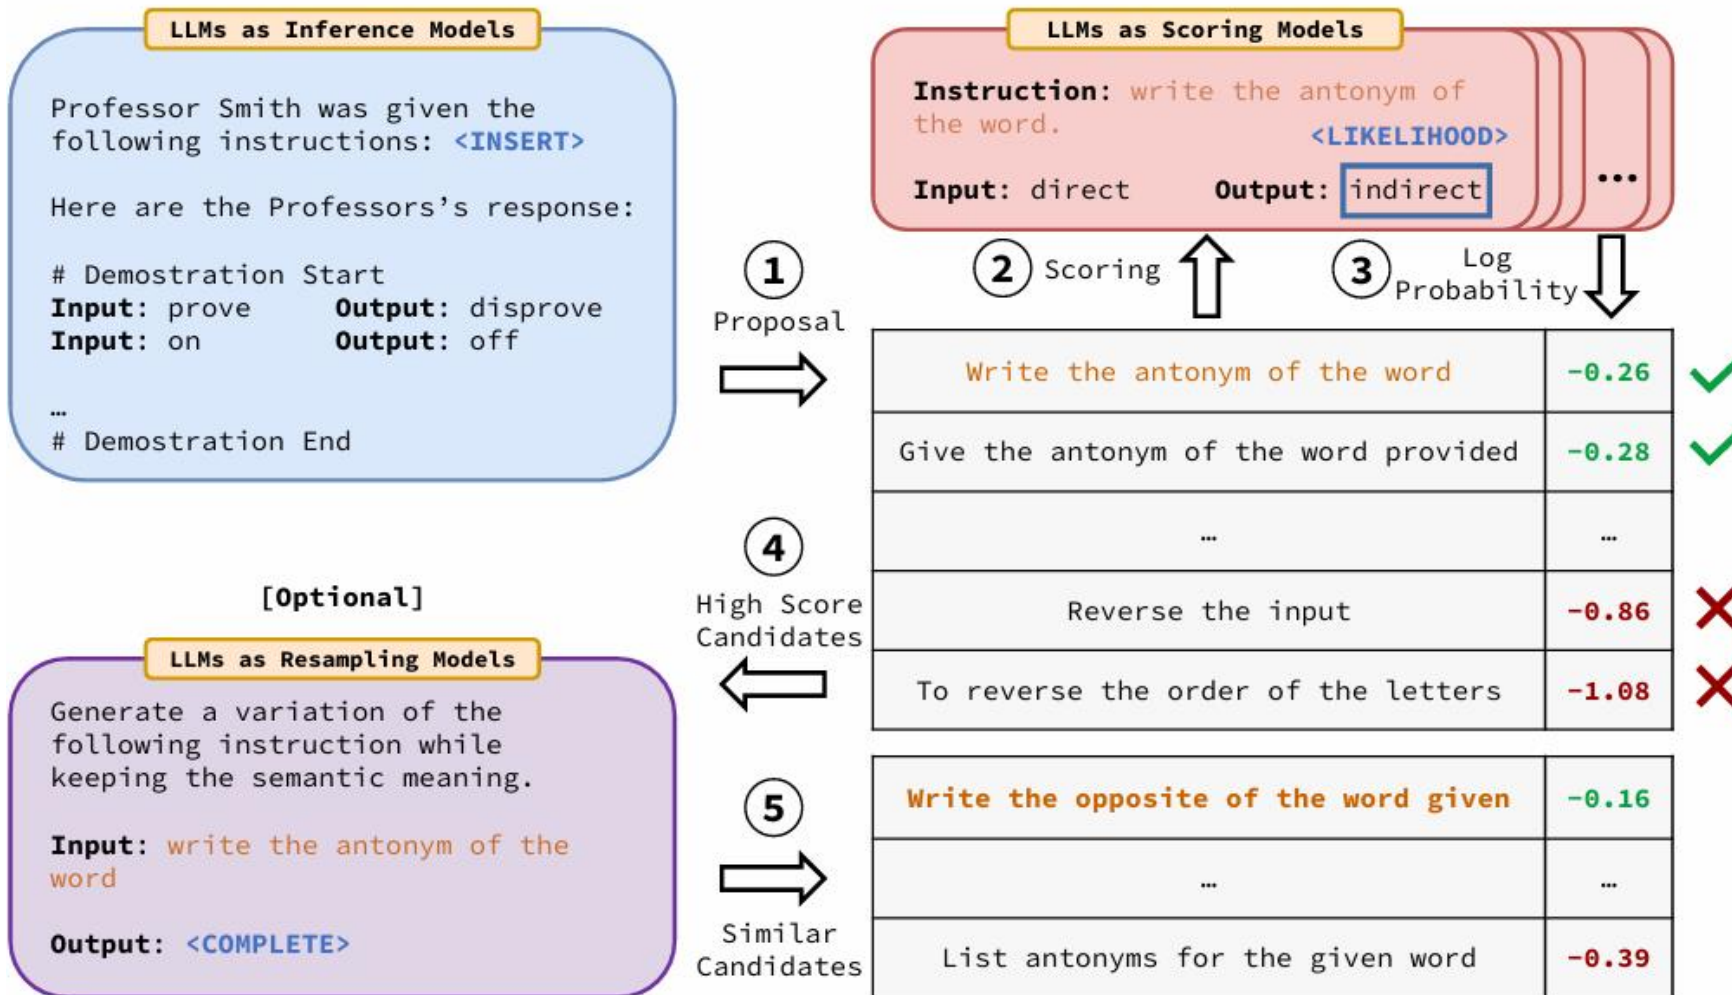 LLMs as Inference Models
Professor Smith was given the
following instructions: <INSERT>
Here are the Professors's response:
# Demostration Start
Input: prove Output: disprove
Input: on Output: off
…
# Demostration End
1
Proposal
LLMs as Scoring Models
Instruction: write the antonym of
the word.
<LIKELIHOOD>
Input: direct Output: indirect
...
2 Scoring
3 Log
Probability
Write the antonym of the word -0.26
Give the antonym of the word provided -0.28
… …
Reverse the input -0.86
To reverse the order of the letters -1.08
4
High Score
Candidates
[Optional]
LLMs as Resampling Models
Generate a variation of the
following instruction while
keeping the semantic meaning.
Input: write the antonym of the
word
Output: <COMPLETE>
5
Similar
Candidates
Write the opposite of the word given -0.16
… …
List antonyms for the given word -0.39